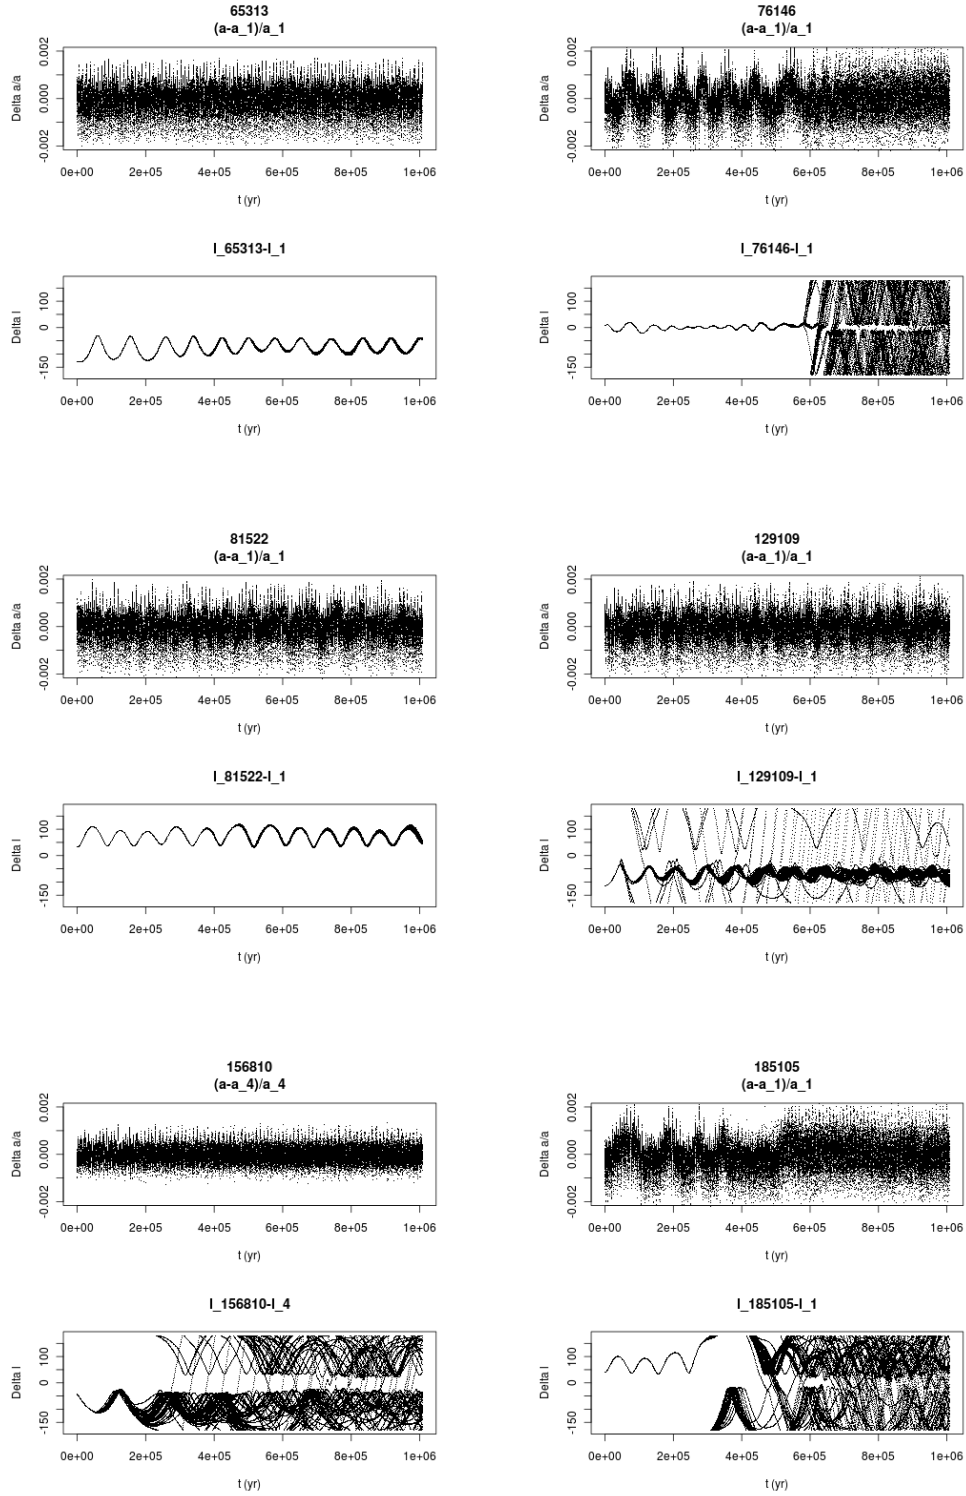 65313
(a-a_1)/a_1
Delta a/a
0.002
0.000
-0.002
0e+00 2e+05 4e+05 6e+05 8e+05 1e+06
t (yr)
76146
(a-a_1)/a_1
Delta a/a
0.002
0.000
-0.002
0e+00 2e+05 4e+05 6e+05 8e+05 1e+06
t (yr)
l_65313-l_1
Delta l
100
0
-150
0e+00 2e+05 4e+05 6e+05 8e+05 1e+06
t (yr)
l_76146-l_1
Delta l
100
0
-150
0e+00 2e+05 4e+05 6e+05 8e+05 1e+06
t (yr)
81522
(a-a_1)/a_1
Delta a/a
0.002
0.000
-0.002
0e+00 2e+05 4e+05 6e+05 8e+05 1e+06
t (yr)
129109
(a-a_1)/a_1
Delta a/a
0.002
0.000
-0.002
0e+00 2e+05 4e+05 6e+05 8e+05 1e+06
t (yr)
l_81522-l_1
Delta l
100
0
-150
0e+00 2e+05 4e+05 6e+05 8e+05 1e+06
t (yr)
l_129109-l_1
Delta l
100
0
-150
0e+00 2e+05 4e+05 6e+05 8e+05 1e+06
t (yr)
156810
(a-a_4)/a_4
Delta a/a
0.002
0.000
-0.002
0e+00 2e+05 4e+05 6e+05 8e+05 1e+06
t (yr)
185105
(a-a_1)/a_1
Delta a/a
0.002
0.000
-0.002
0e+00 2e+05 4e+05 6e+05 8e+05 1e+06
t (yr)
l_156810-l_4
Delta l
100
0
-150
0e+00 2e+05 4e+05 6e+05 8e+05 1e+06
t (yr)
l_185105-l_1
Delta l
100
0
-150
0e+00 2e+05 4e+05 6e+05 8e+05 1e+06
t (yr)